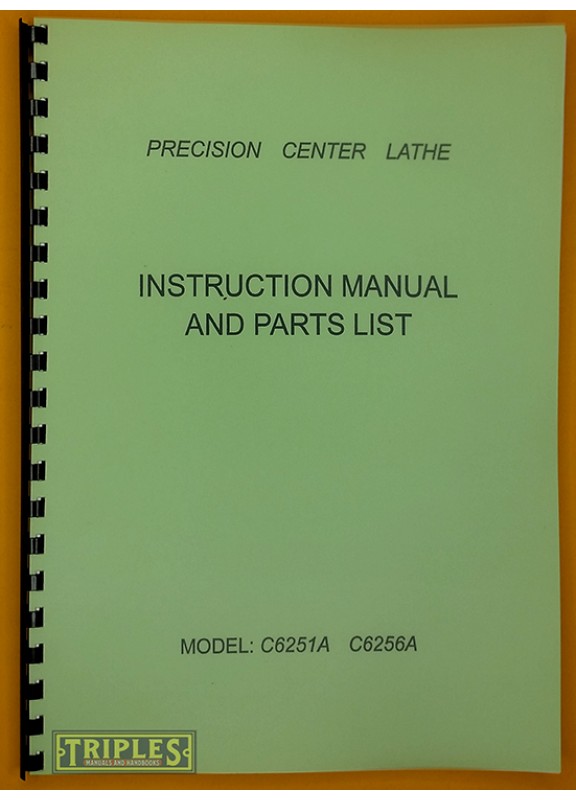 PRECISION CENTER LATHE
INSTRUCTION MANUAL
AND PARTS LIST
MODEL: C6251A C6256A
TRIPLES
MANUALS AND HANDBOOKS